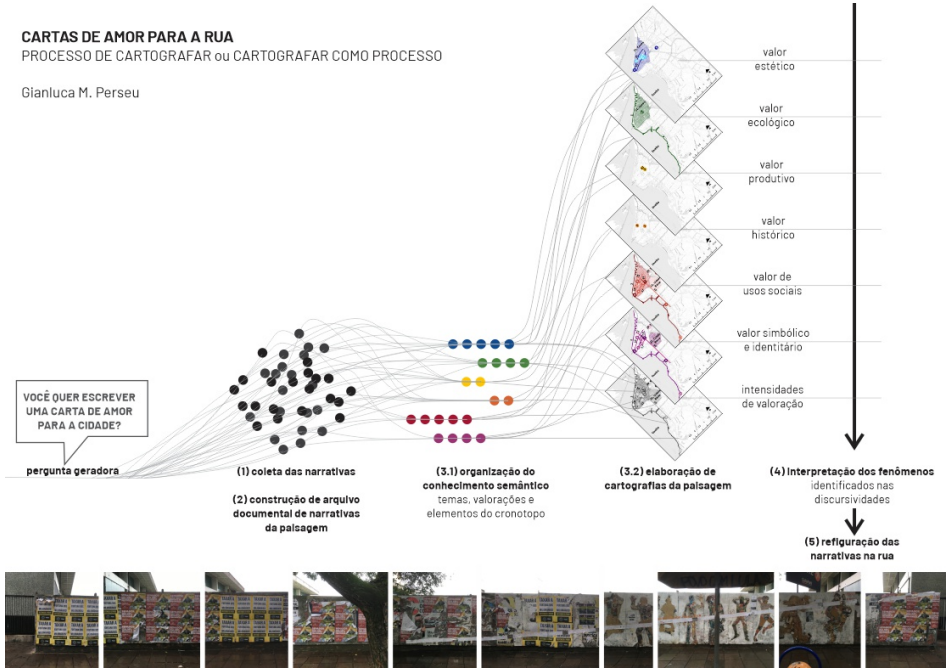 CARTAS DE AMOR PARA A RUA
PROCESSO DE CARTOGRAFAR ou CARTOGRAFAR COMO PROCESSO
Gianluca M. Perseu
valor
estético
valor
ecológico
valor
produtivo
valor
histórico
valor de
usos sociais
valor simbólico
e identitário
intensidades
de valoração
VOCÊ QUER ESCREVER
UMA CARTA DE AMOR
PARA A CIDADE?
pergunta geradora
(1) coleta das narrativas
(2) construção de arquivo
documental de narrativas
da paisagem
(3.1) organização do
conhecimento semântico
temas, valorações e
elementos do cronotopo
(3.2) elaboração de
cartografias da paisagem
(4) interpretação dos fenômenos
identificados nas
discursividades
(5) refiguração das
narrativas na rua